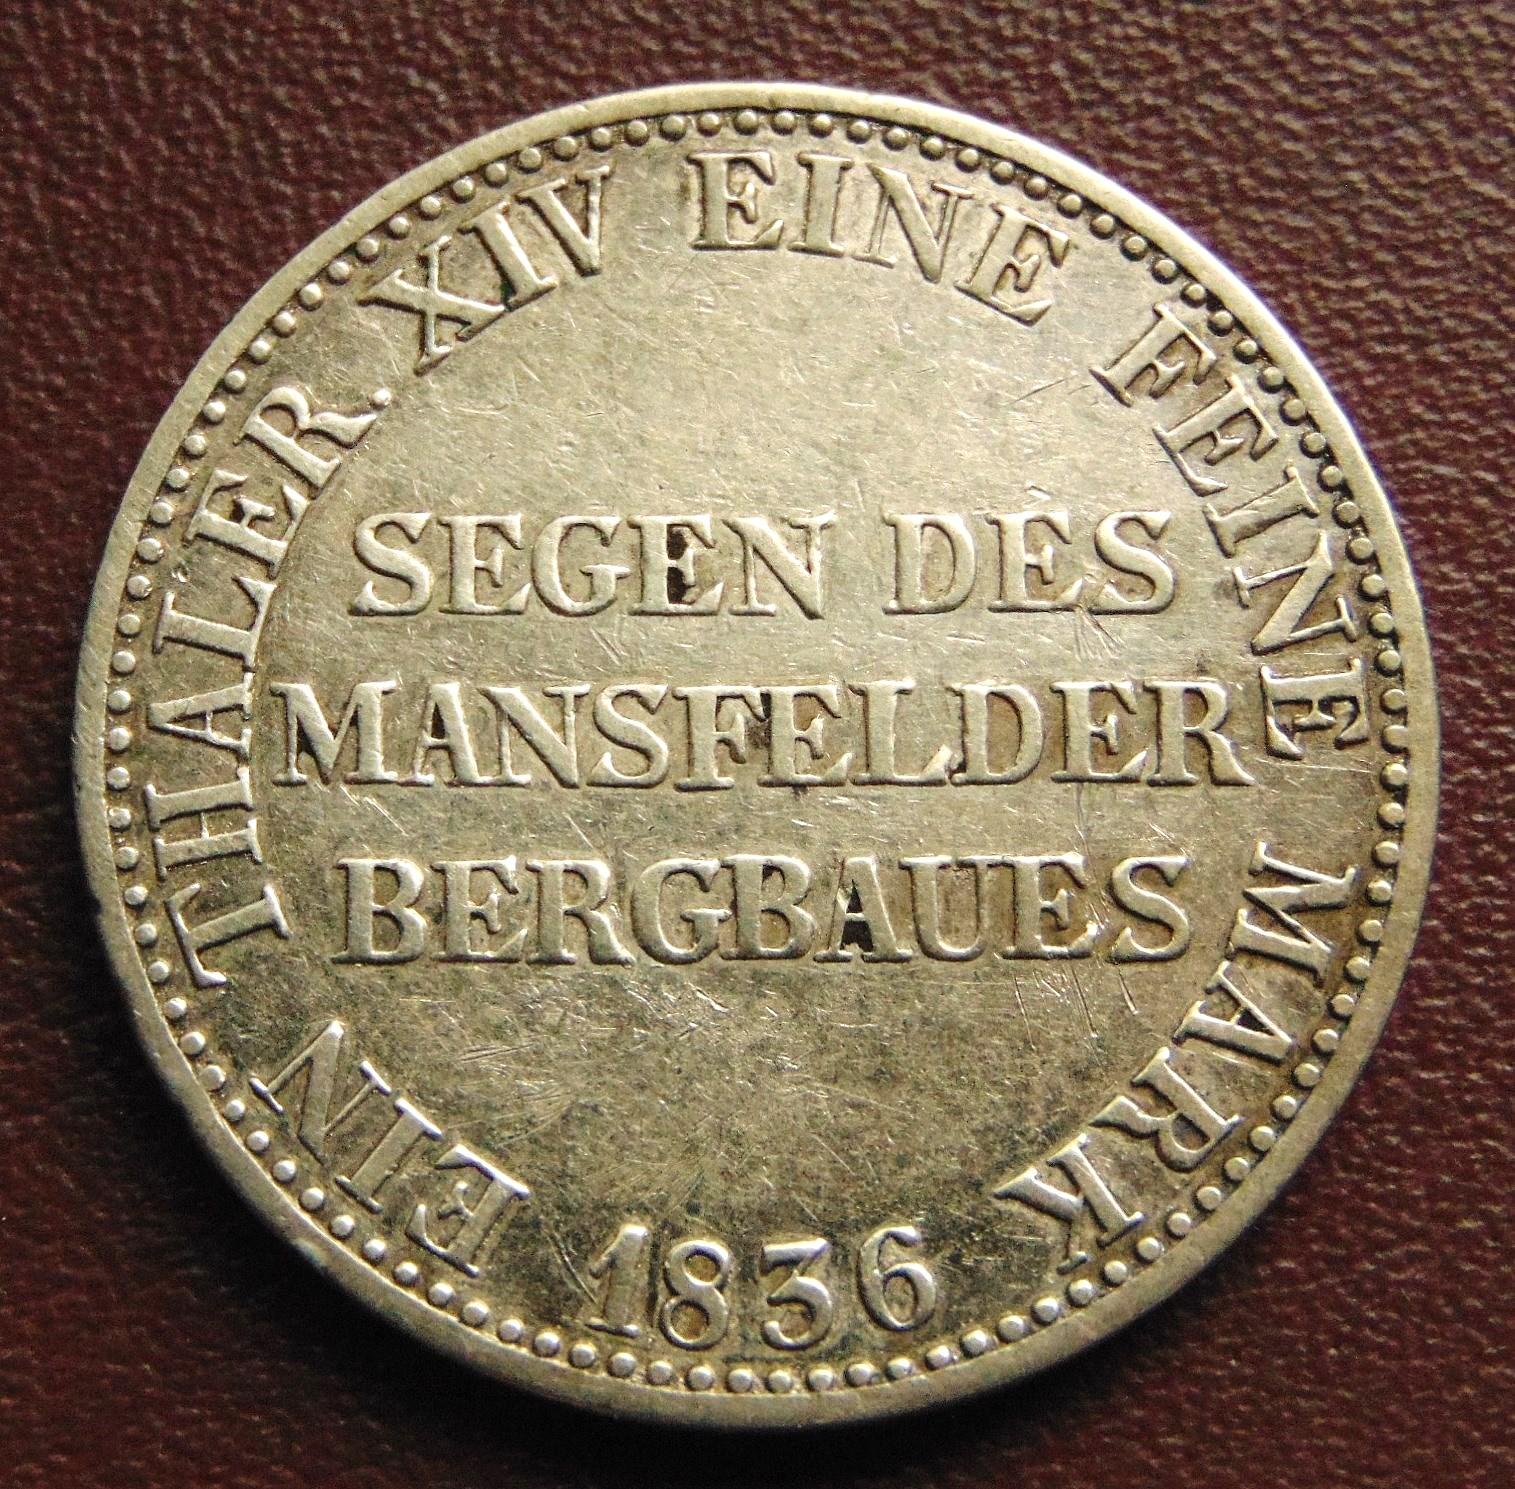 EIN THALER. XIV EINE FEINE MARK
SEGEN DES
MANSFELDER
BERGBAUES
1836